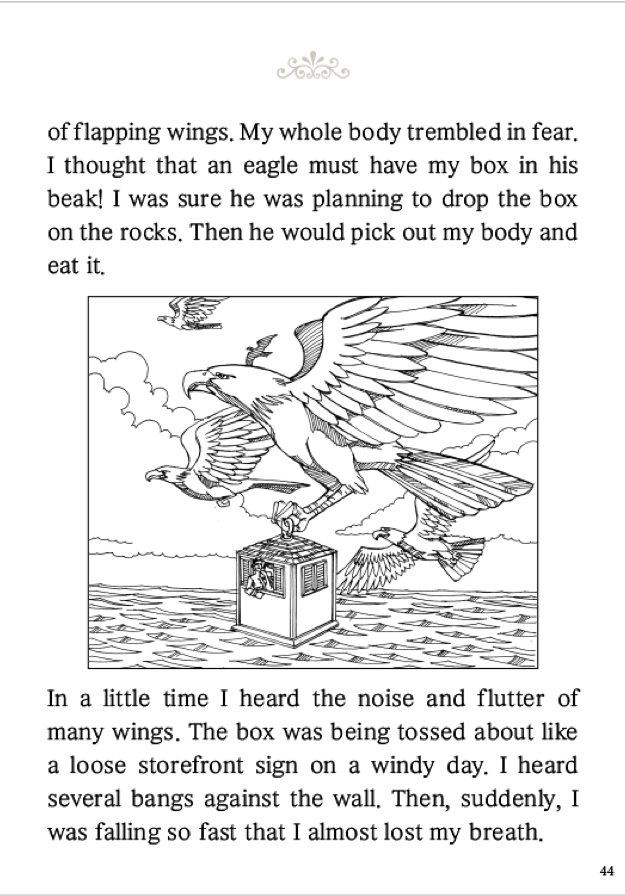 of flapping wings. My whole body trembled in fear.
I thought that an eagle must have my box in his
beak! I was sure he was planning to drop the box
on the rocks. Then he would pick out my body and
eat it.
In a little time I heard the noise and flutter of
many wings. The box was being tossed about like
a loose storefront sign on a windy day. I heard
several bangs against the wall. Then, suddenly, I
was falling so fast that I almost lost my breath.
44